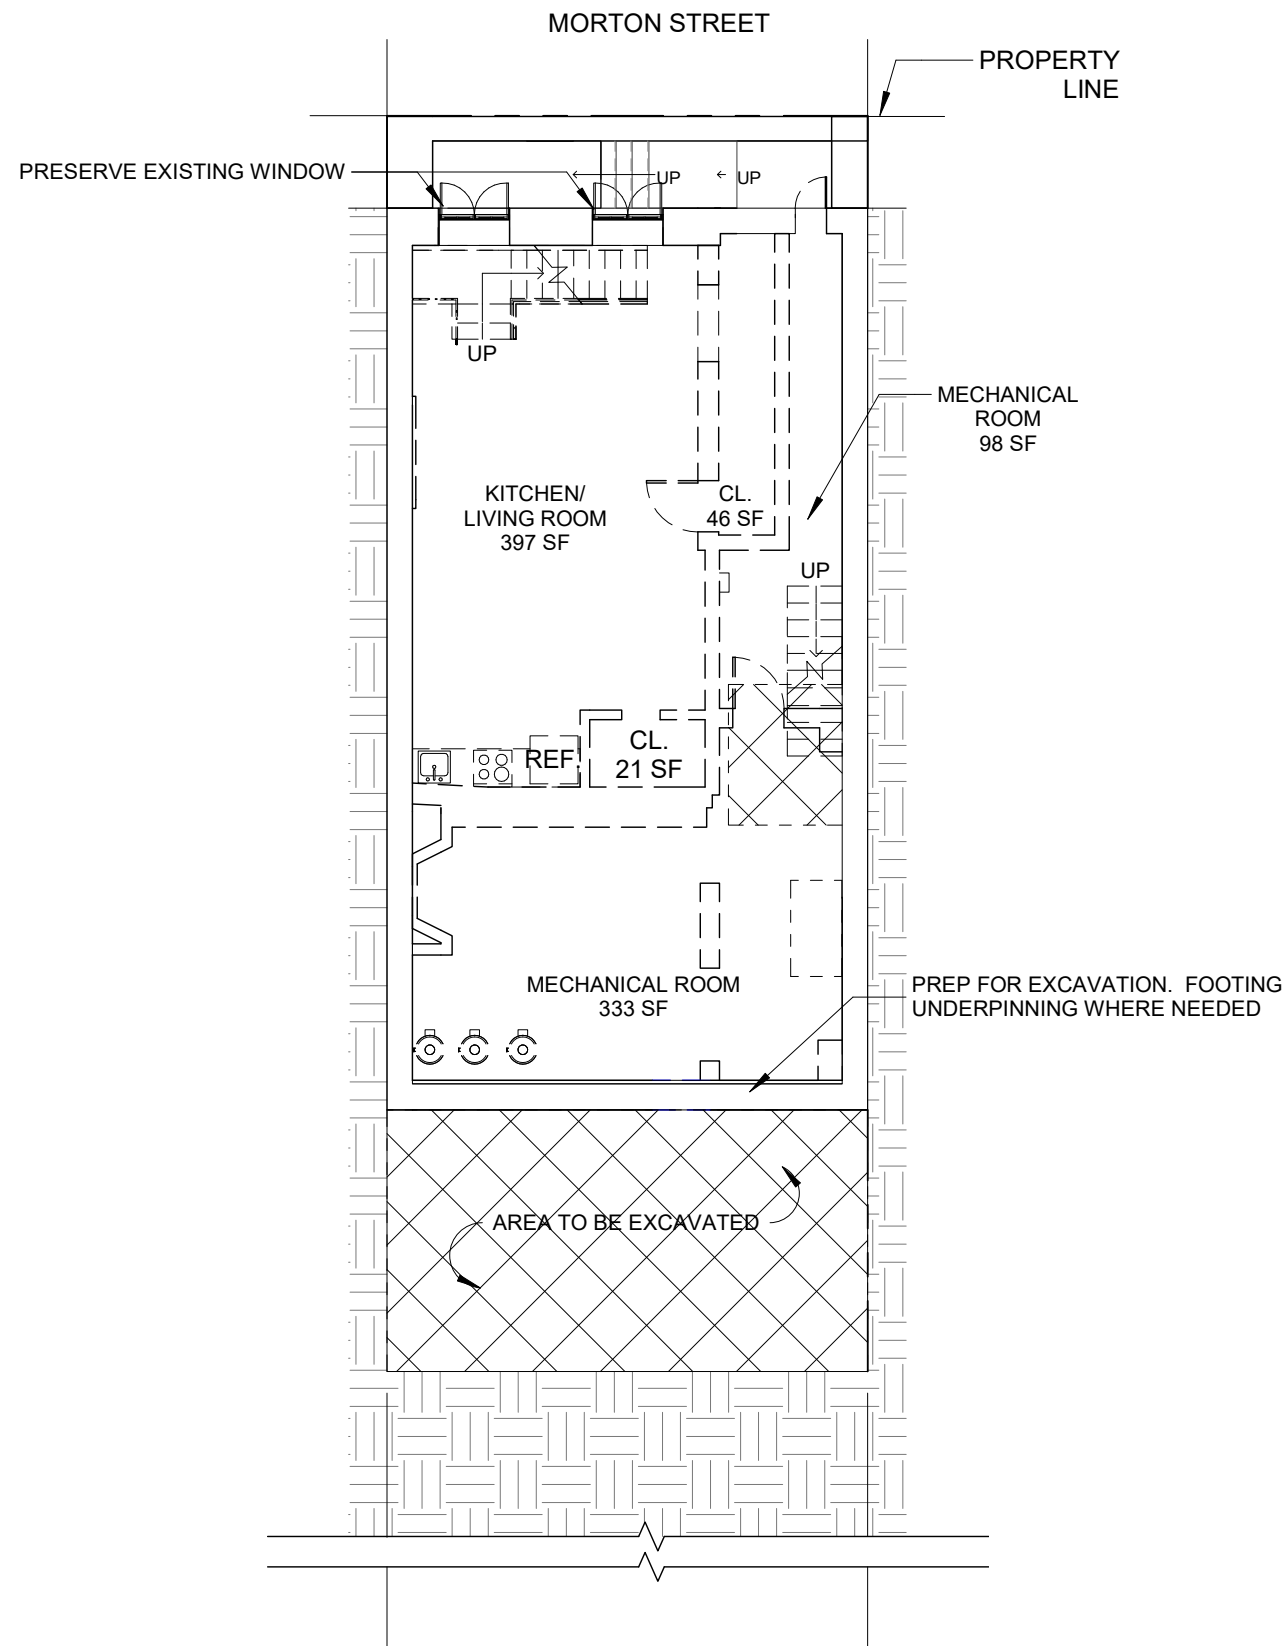 MORTON STREET
PROPERTY
LINE
PRESERVE EXISTING WINDOW
UP
UP
UP
MECHANICAL
ROOM
98 SF
KITCHEN/
LIVING ROOM
397 SF
CL.
46 SF
UP
REF.
CL.
21 SF
MECHANICAL ROOM
333 SF
PREP FOR EXCAVATION. FOOTING
UNDERPINNING WHERE NEEDED
AREA TO BE EXCAVATED